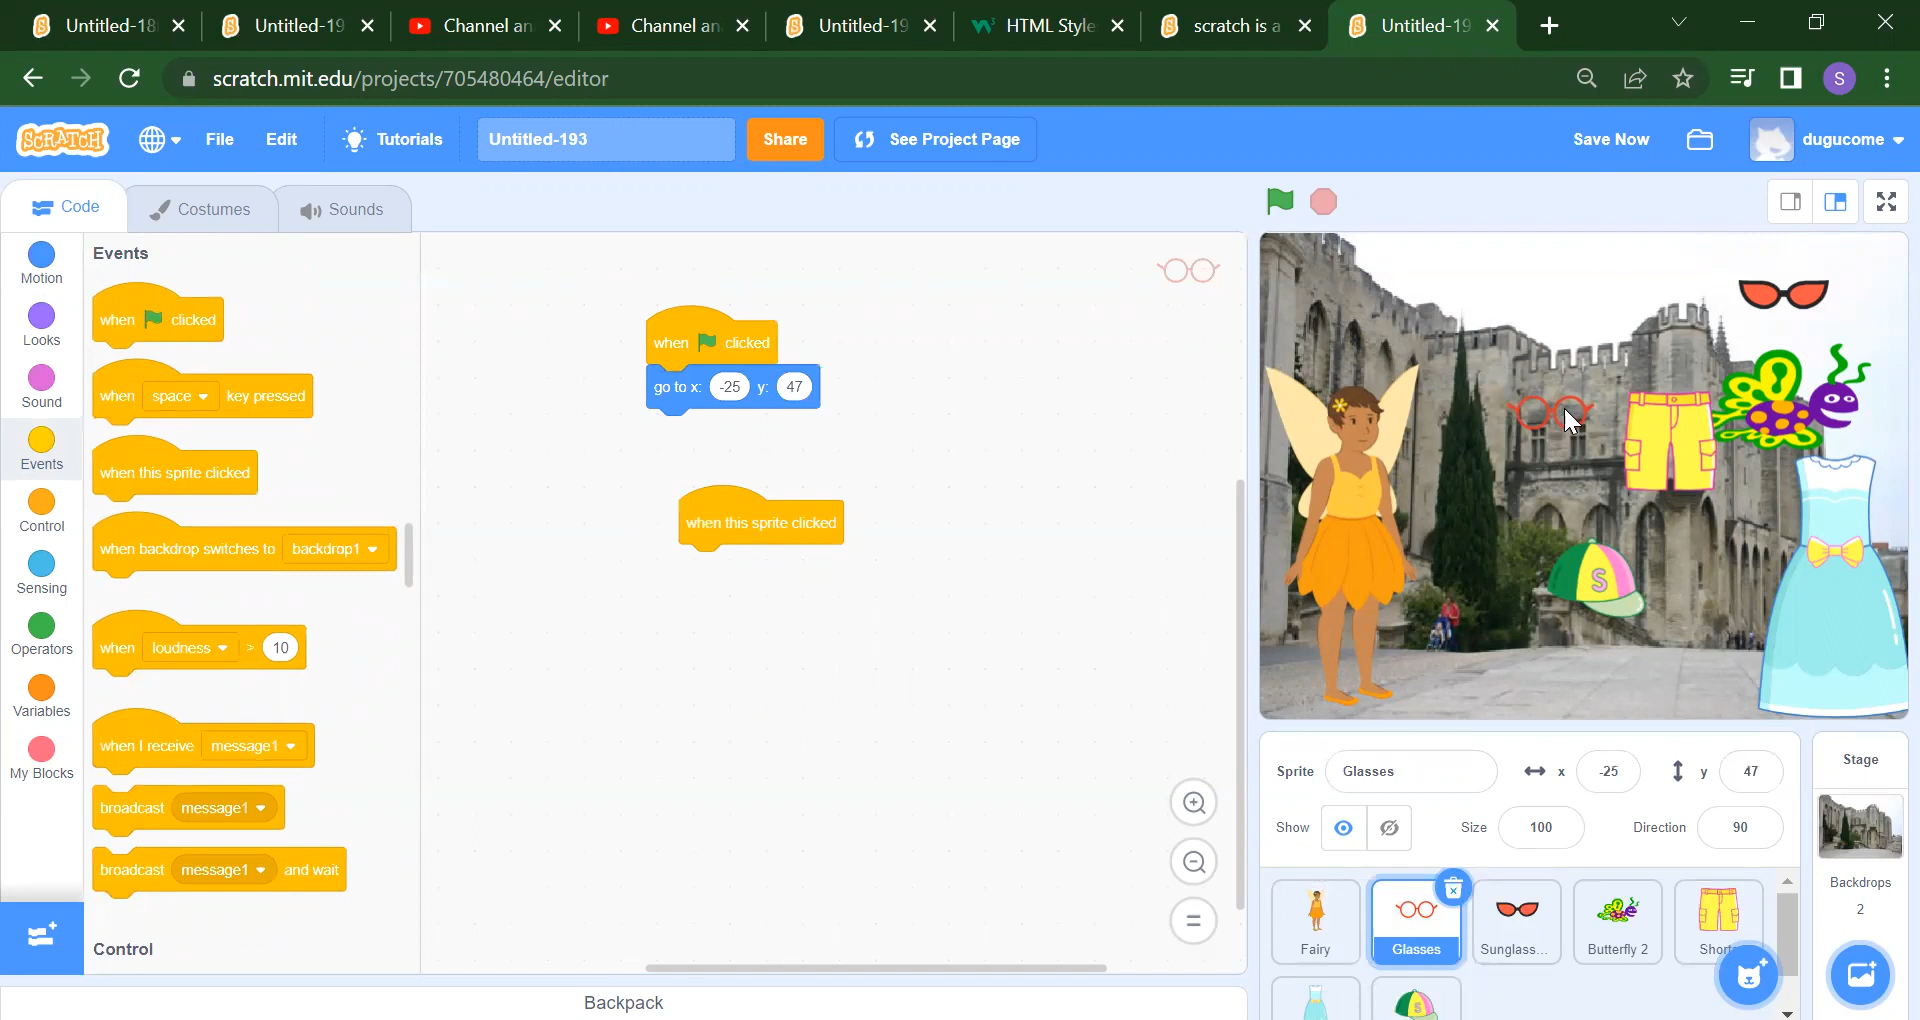 Untitled-18
Untitled-19
Channel an
Channel an
Untitled-19
HTML Style
scratch is a
Untitled-19
scratch.mit.edu/projects/705480464/editor
S
SCRATCH
File
Edit
Tutorials
Untitled-193
Share
See Project Page
Save Now
dugucome
Code
Costumes
Sounds
Motion
Looks
Sound
Events
Control
Sensing
Operators
Variables
My Blocks
Events
when clicked
when space key pressed
when this sprite clicked
when backdrop switches to backdrop1
when loudness > 10
when I receive message1
broadcast message1
broadcast message1 and wait
Control
when clicked
go to x: -25 y: 47
when this sprite clicked
Backpack
S
Sprite Glasses x -25 y 47
Show Size 100 Direction 90
Fairy
Glasses
Sunglass...
Butterfly 2
Short
Stage
Backdrops
2